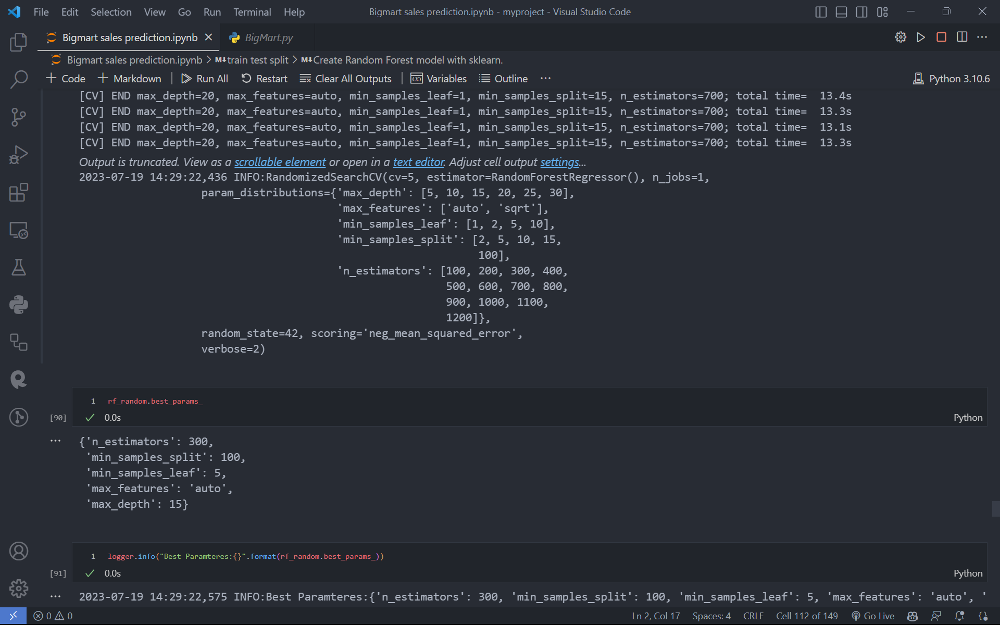 File Edit Selection View Go Run Terminal Help Bigmart sales prediction.ipynb - myproject - Visual Studio Code
Bigmart sales prediction.ipynb BigMart.py
Bigmart sales prediction.ipynb > M↓train test split > M↓Create Random Forest model with sklearn.
+ Code + Markdown | Run All Restart Clear All Outputs | Variables Outline ... Python 3.10.6
[CV] END max_depth=20, max_features=auto, min_samples_leaf=1, min_samples_split=15, n_estimators=700; total time=  13.4s
[CV] END max_depth=20, max_features=auto, min_samples_leaf=1, min_samples_split=15, n_estimators=700; total time=  13.3s
[CV] END max_depth=20, max_features=auto, min_samples_leaf=1, min_samples_split=15, n_estimators=700; total time=  13.1s
[CV] END max_depth=20, max_features=auto, min_samples_leaf=1, min_samples_split=15, n_estimators=700; total time=  13.3s
Output is truncated. View as a scrollable element or open in a text editor. Adjust cell output settings...
2023-07-19 14:29:22,436 INFO:RandomizedSearchCV(cv=5, estimator=RandomForestRegressor(), n_jobs=1,
param_distributions={'max_depth': [5, 10, 15, 20, 25, 30],
'max_features': ['auto', 'sqrt'],
'min_samples_leaf': [1, 2, 5, 10],
'min_samples_split': [2, 5, 10, 15,
100],
'n_estimators': [100, 200, 300, 400,
500, 600, 700, 800,
900, 1000, 1100,
1200]},
random_state=42, scoring='neg_mean_squared_error',
verbose=2)
1 rf_random.best_params_
[90] 0.0s Python
... {'n_estimators': 300,
'min_samples_split': 100,
'min_samples_leaf': 5,
'max_features': 'auto',
'max_depth': 15}
1 logger.info("Best Paramteres:{}".format(rf_random.best_params_))
[91] 0.0s Python
... 2023-07-19 14:29:22,575 INFO:Best Paramteres:{'n_estimators': 300, 'min_samples_split': 100, 'min_samples_leaf': 5, 'max_features': 'auto', '
0 0 Ln 2, Col 17 Spaces: 4 CRLF Cell 112 of 149 Go Live